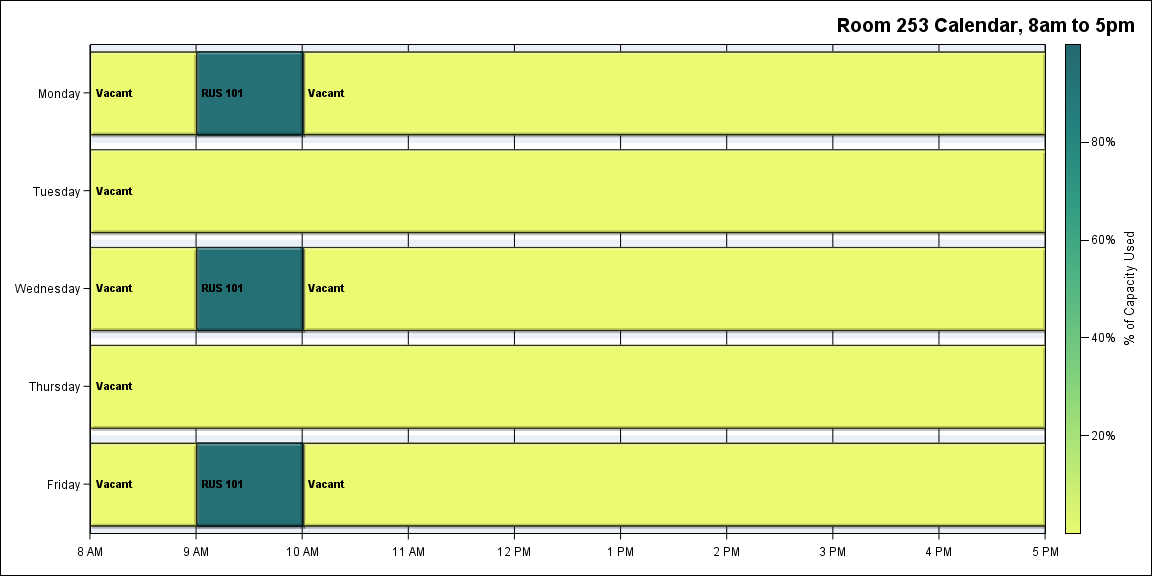 Room 253 Calendar, 8am to 5pm
Monday Vacant RUS 101 Vacant
80%
Tuesday Vacant
60%
Wednesday Vacant RUS 101 Vacant
% of Capacity Used
40%
Thursday Vacant
20%
Friday Vacant RUS 101 Vacant
8 AM 9 AM 10 AM 11 AM 12 PM 1 PM 2 PM 3 PM 4 PM 5 PM